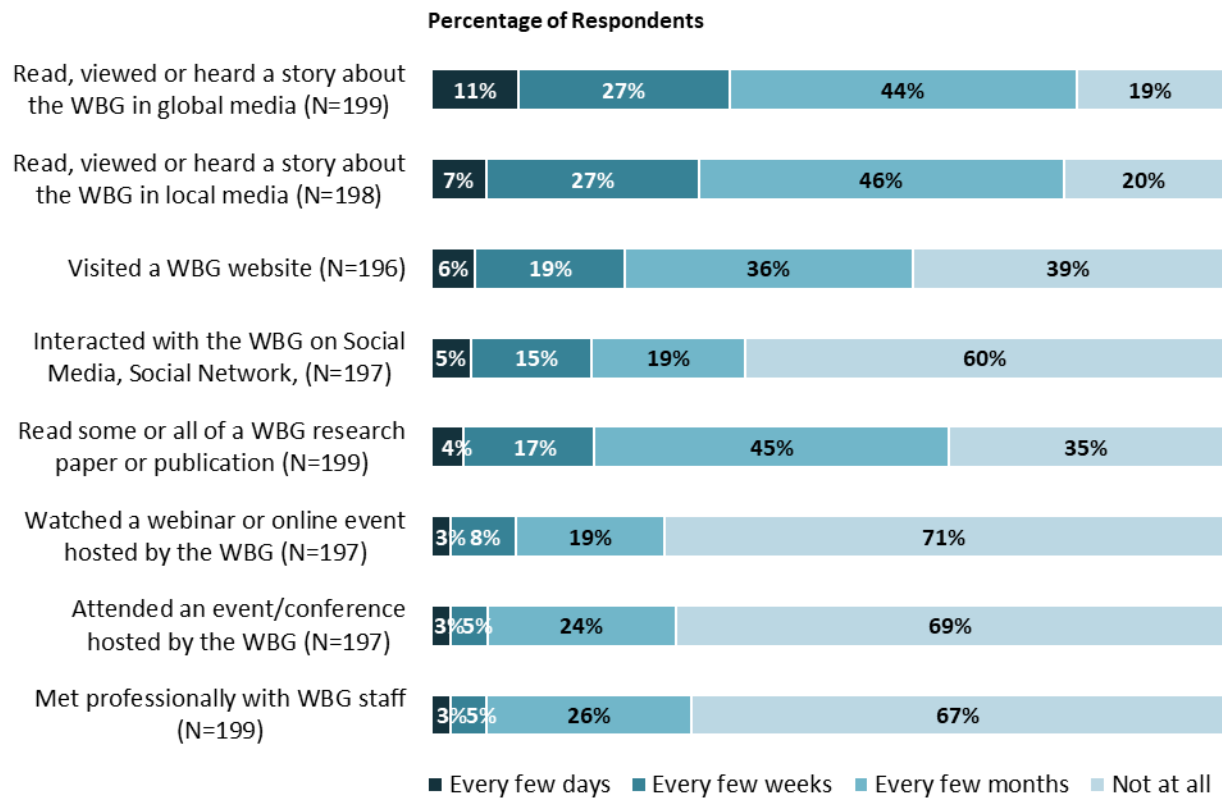 Percentage of Respondents
Read, viewed or heard a story about
the WBG in global media (N=199)
11% 27% 44% 19%
Read, viewed or heard a story about
the WBG in local media (N=198)
7% 27% 46% 20%
Visited a WBG website (N=196)
6% 19% 36% 39%
Interacted with the WBG on Social
Media, Social Network, (N=197)
5% 15% 19% 60%
Read some or all of a WBG research
paper or publication (N=199)
4% 17% 45% 35%
Watched a webinar or online event
hosted by the WBG (N=197)
3% 8% 19% 71%
Attended an event/conference
hosted by the WBG (N=197)
3% 5% 24% 69%
Met professionally with WBG staff
(N=199)
3% 5% 26% 67%
Every few days Every few weeks Every few months Not at all